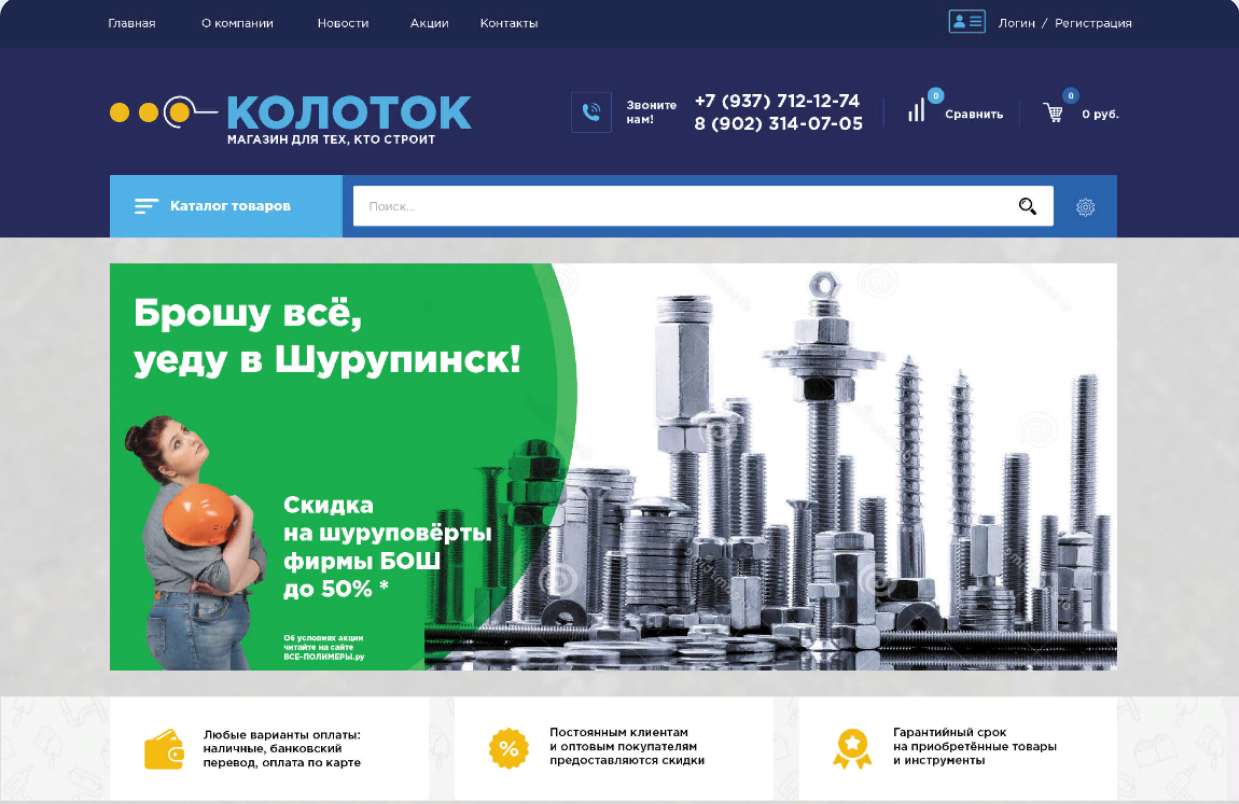 Главная О компании Новости Акции Контакты Логин / Регистрация
КОЛОТОК
МАГАЗИН ДЛЯ ТЕХ, КТО СТРОИТ
Звоните
нам!
+7 (937) 712-12-74
8 (902) 314-07-05
0
Сравнить
0
0 руб.
Каталог товаров
Поиск...
Брошу всё,
уеду в Шурупинск!
Скидка
на шуруповёрты
фирмы БОШ
до 50% *
Об условиях акции
читайте на сайте
ВСЕ-ПОЛИМЕРЫ.ру
Любые варианты оплаты:
наличные, банковский
перевод, оплата по карте
%
Постоянным клиентам
и оптовым покупателям
предоставляются скидки
Гарантийный срок
на приобретённые товары
и инструменты